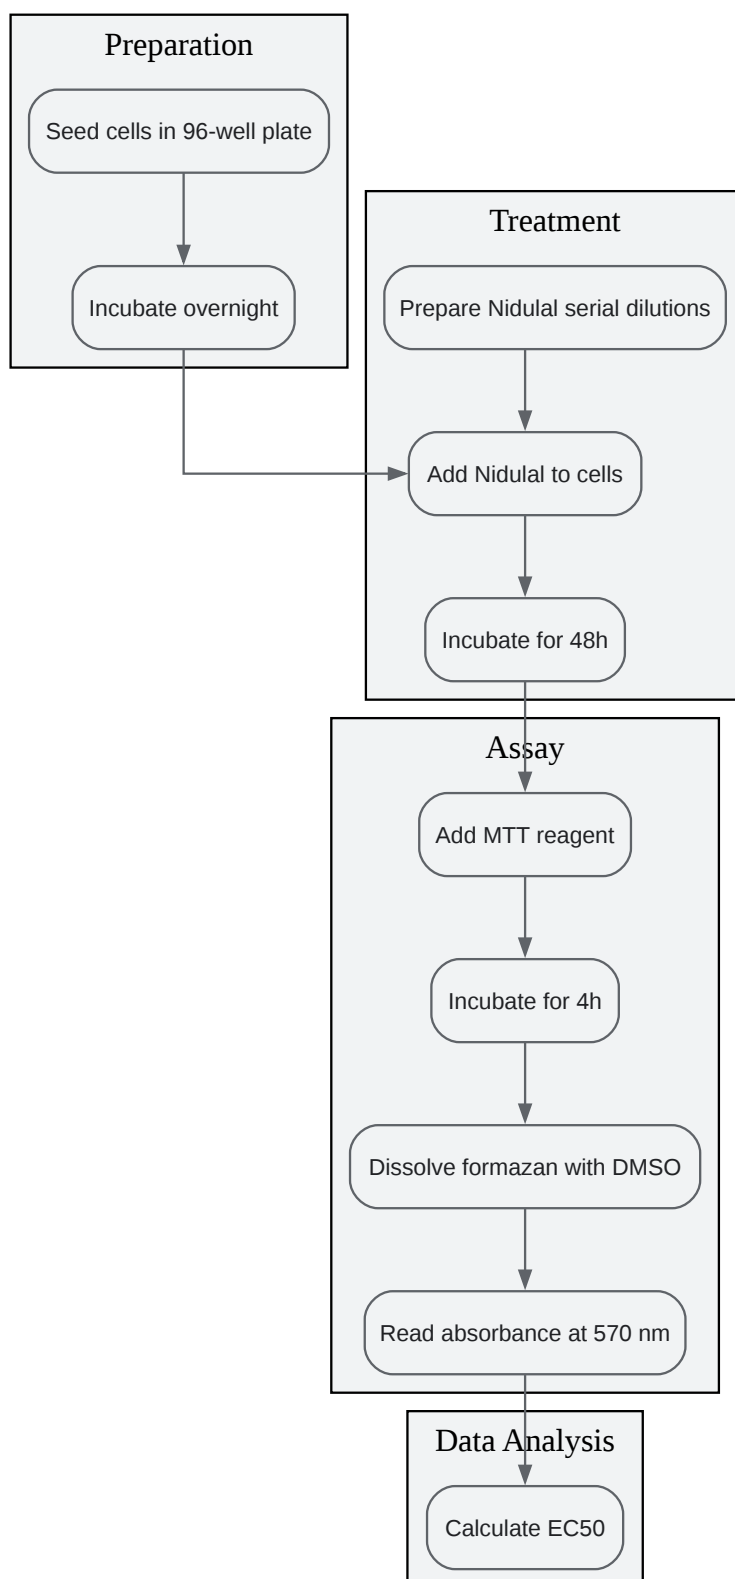 Preparation
Seed cells in 96-well plate
Incubate overnight
Treatment
Prepare Nidulal serial dilutions
Add Nidulal to cells
Incubate for 48h
Assay
Add MTT reagent
Incubate for 4h
Dissolve formazan with DMSO
Read absorbance at 570 nm
Data Analysis
Calculate EC50